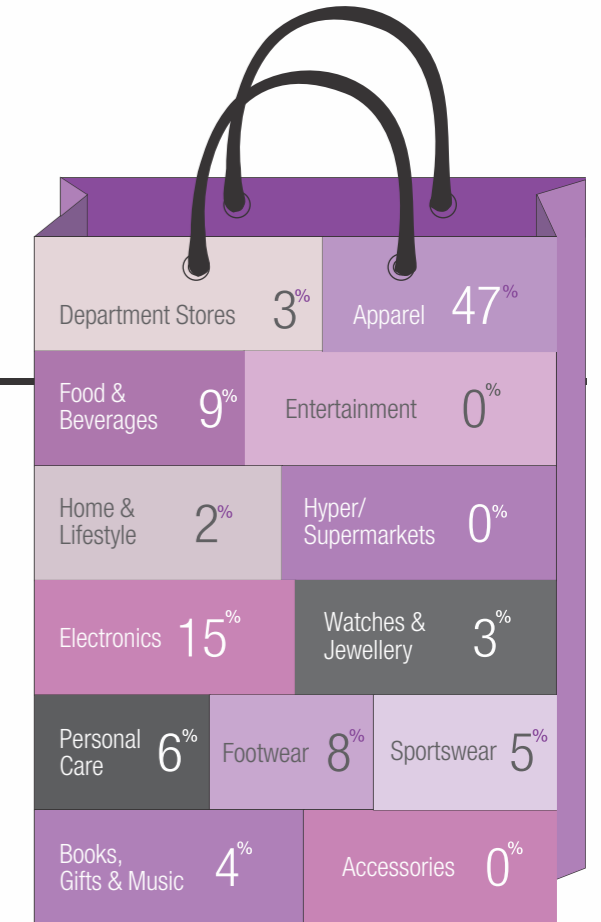 Department Stores 3%
Apparel 47%
Food &
Beverages 9%
Entertainment 0%
Home &
Lifestyle 2%
Hyper/
Supermarkets 0%
Electronics 15%
Watches &
Jewellery 3%
Personal
Care 6%
Footwear 8%
Sportswear 5%
Books,
Gifts & Music 4%
Accessories 0%